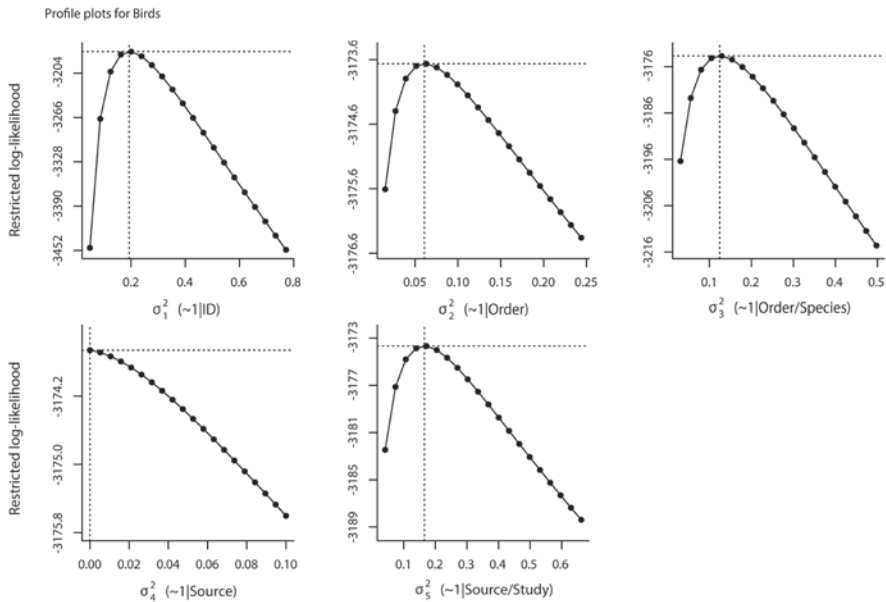 Profile plots for Birds
Restricted log-likelihood
-3204
-3266
-3328
-3390
-3452
0.2 0.4 0.6 0.8
σ²₁ (~1|ID)
-3173.6
-3174.6
-3175.6
-3176.6
0.05 0.10 0.15 0.20 0.25
σ²₂ (~1|Order)
-3176
-3186
-3196
-3206
-3216
0.1 0.2 0.3 0.4 0.5
σ²₃ (~1|Order/Species)
Restricted log-likelihood
-3174.2
-3175.0
-3175.8
0.00 0.02 0.04 0.06 0.08 0.10
σ²₄ (~1|Source)
-3173
-3177
-3181
-3185
-3189
0.1 0.2 0.3 0.4 0.5 0.6
σ²₅ (~1|Source/Study)